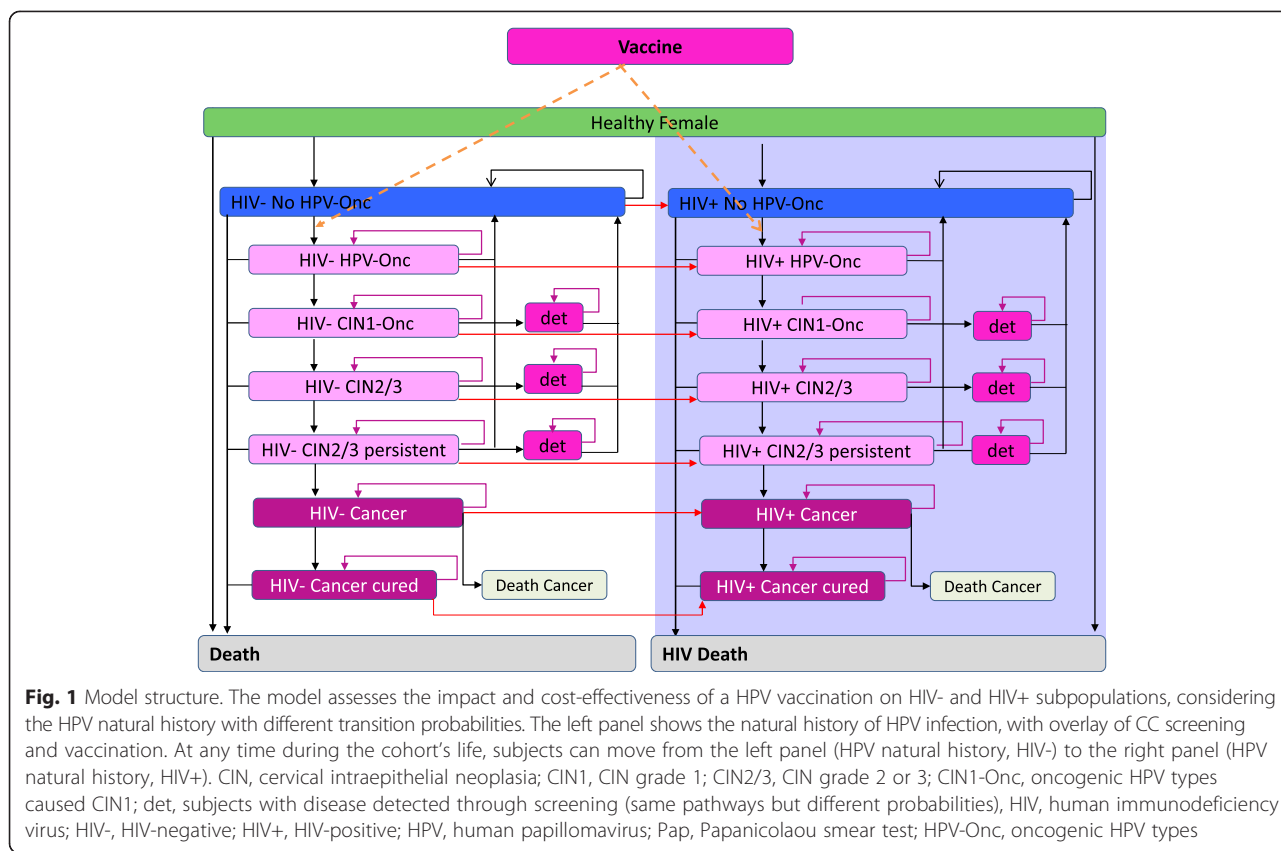 Vaccine
Healthy Female
HIV- No HPV-Onc
HIV+ No HPV-Onc
HIV- HPV-Onc
HIV+ HPV-Onc
HIV- CIN1-Onc
det
HIV+ CIN1-Onc
det
HIV- CIN2/3
det
HIV+ CIN2/3
det
HIV- CIN2/3 persistent
det
HIV+ CIN2/3 persistent
det
HIV- Cancer
HIV+ Cancer
HIV- Cancer cured
Death Cancer
HIV+ Cancer cured
Death Cancer
Death
HIV Death
Fig. 1 Model structure. The model assesses the impact and cost-effectiveness of a HPV vaccination on HIV- and HIV+ subpopulations, considering
the HPV natural history with different transition probabilities. The left panel shows the natural history of HPV infection, with overlay of CC screening
and vaccination. At any time during the cohort's life, subjects can move from the left panel (HPV natural history, HIV-) to the right panel (HPV
natural history, HIV+). CIN, cervical intraepithelial neoplasia; CIN1, CIN grade 1; CIN2/3, CIN grade 2 or 3; CIN1-Onc, oncogenic HPV types
caused CIN1; det, subjects with disease detected through screening (same pathways but different probabilities), HIV, human immunodeficiency
virus; HIV-, HIV-negative; HIV+, HIV-positive; HPV, human papillomavirus; Pap, Papanicolaou smear test; HPV-Onc, oncogenic HPV types